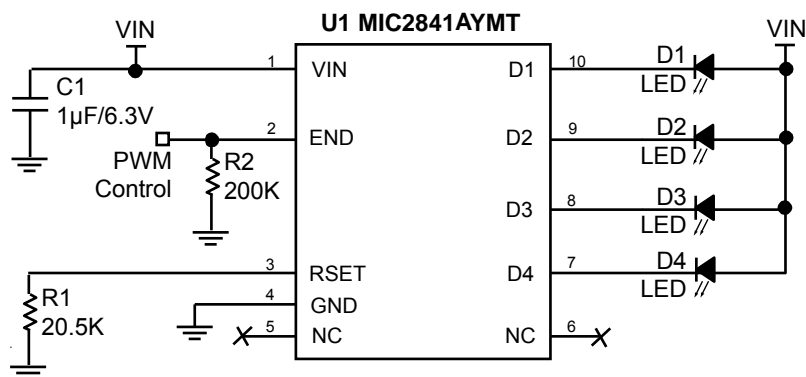 U1 MIC2841AYMT
VIN
VIN
C1
1µF/6.3V
1
VIN
D1
10
D1
LED
2
END
D2
9
D2
LED
PWM
Control
R2
200K
D3
8
D3
LED
3
RSET
D4
7
D4
LED
R1
20.5K
4
GND
5
NC
NC
6